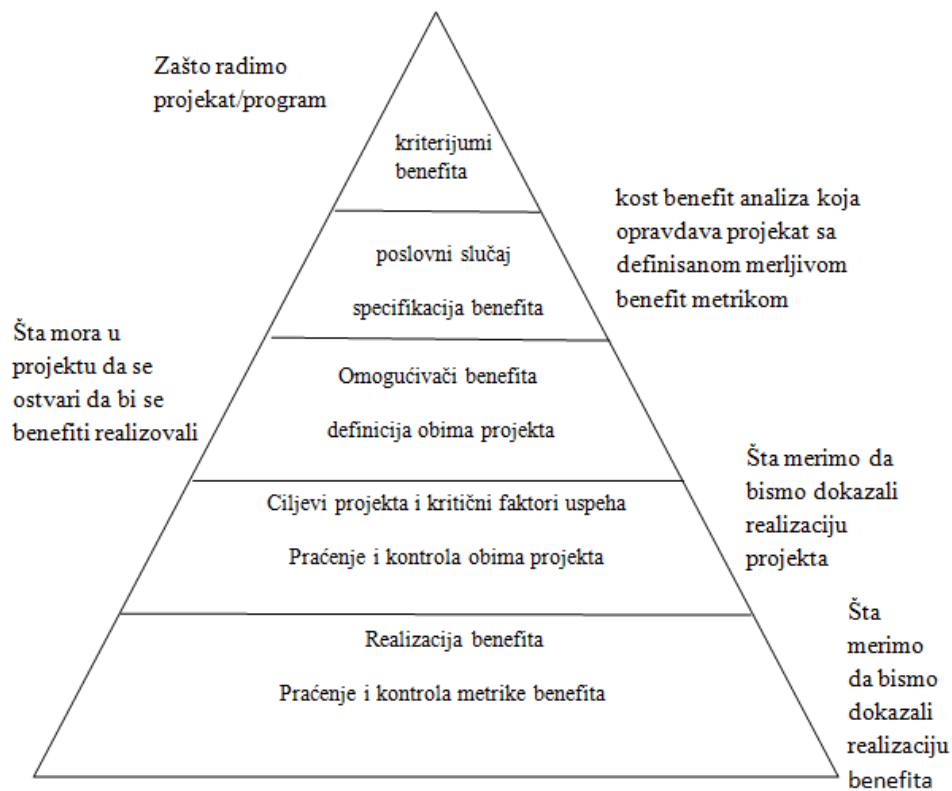 Zašto radimo
projekat/program
kriterijumi
benefita
kost benefit analiza koja
opravdava projekat sa
definisanom merljivom
benefit metrikom
poslovni slučaj
specifikacija benefita
Šta mora u
projektu da se
ostvari da bi se
benefiti realizovali
Omogućivači benefita
definicija obima projekta
Šta merimo da
bismo dokazali
realizaciju
projekta
Ciljevi projekta i kritični faktori uspeha
Praćenje i kontrola obima projekta
Šta
merimo
da bismo
dokazali
realizaciju
benefita
Realizacija benefita
Praćenje i kontrola metrike benefita